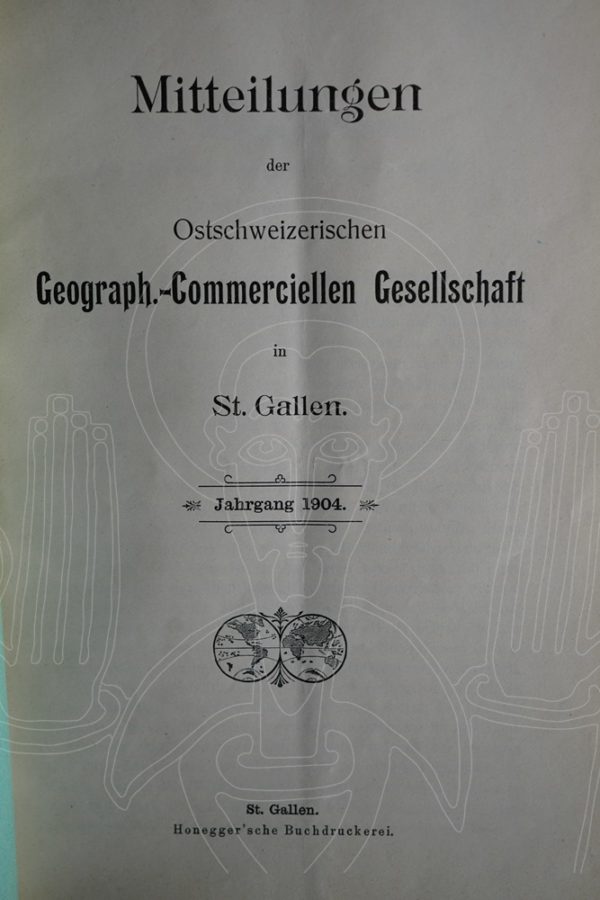 Mitteilungen
der
Ostschweizerischen
Geograph.-Commerciellen Gesellschaft
in
St. Gallen.
Jahrgang 1904.
St. Gallen.
Honegger'sche Buchdruckerei.